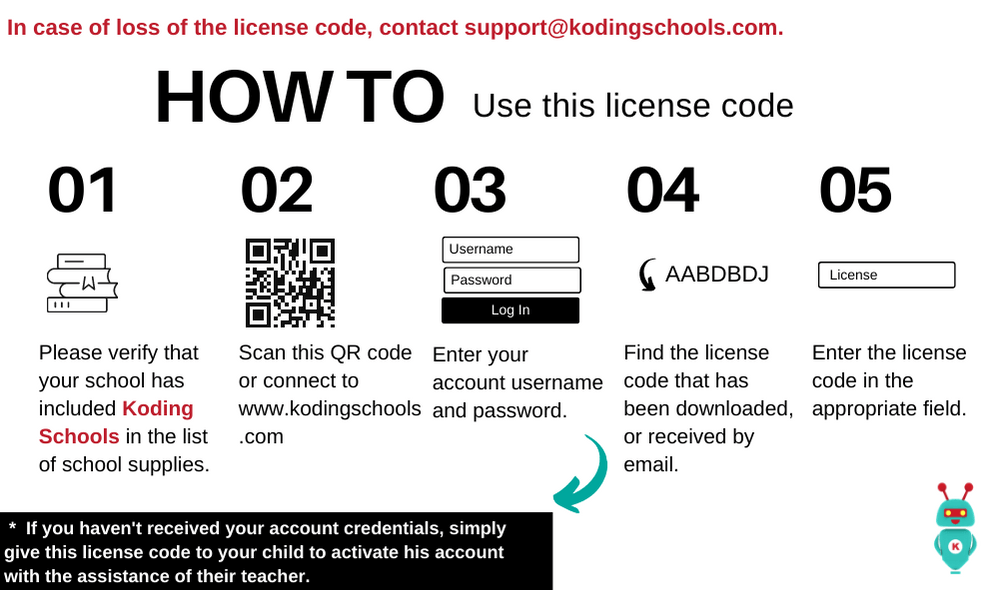 In case of loss of the license code, contact support@kodingschools.com.
HOW TO Use this license code
01
Please verify that
your school has
included Koding
Schools in the list
of school supplies.
02
Scan this QR code
or connect to
www.kodingschools
.com
03
Username
Password
Log In
Enter your
account username
and password.
04
AABDBDJ
Find the license
code that has
been downloaded,
or received by
email.
05
License
Enter the license
code in the
appropriate field.
* If you haven't received your account credentials, simply
give this license code to your child to activate his account
with the assistance of their teacher.
K